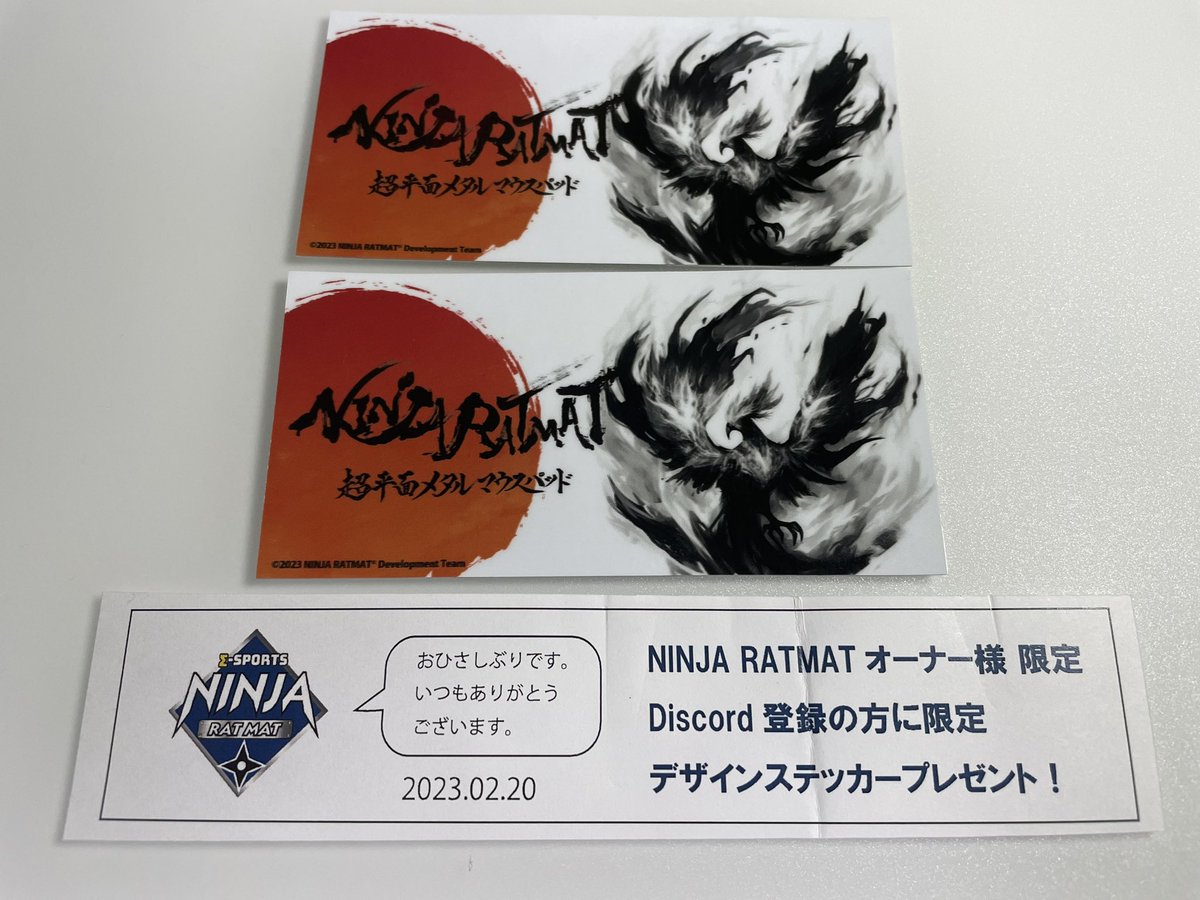 NINJA RATMAT
超平面メタルマウスパッド
©2023 NINJA RATMAT® Development Team
NINJA RATMAT
超平面メタルマウスパッド
©2023 NINJA RATMAT® Development Team
Σ-SPORTS
NINJA
RAT MAT
おひさしぶりです。
いつもありがとう
ございます。
2023.02.20
NINJA RATMAT オーナー様 限定
Discord 登録の方に限定
デザインステッカープレゼント！